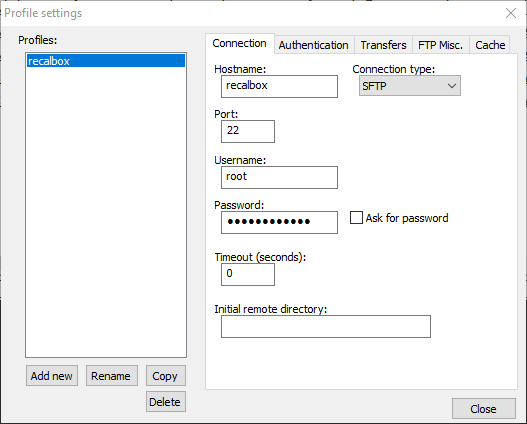 Profile settings
Profiles:
recalbox
Add new
Rename
Copy
Delete
Connection
Authentication
Transfers
FTP Misc.
Cache
Hostname:
Connection type:
recalbox
SFTP
Port:
22
Username:
root
Password:
●●●●●●●●●●●●
Ask for password
Timeout (seconds):
0
Initial remote directory:
Close